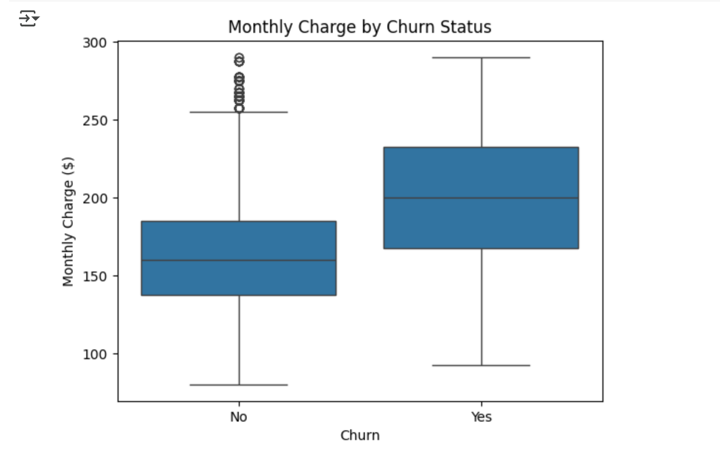 Monthly Charge by Churn Status
300
250
200
150
100
Monthly Charge ($)
No
Yes
Churn